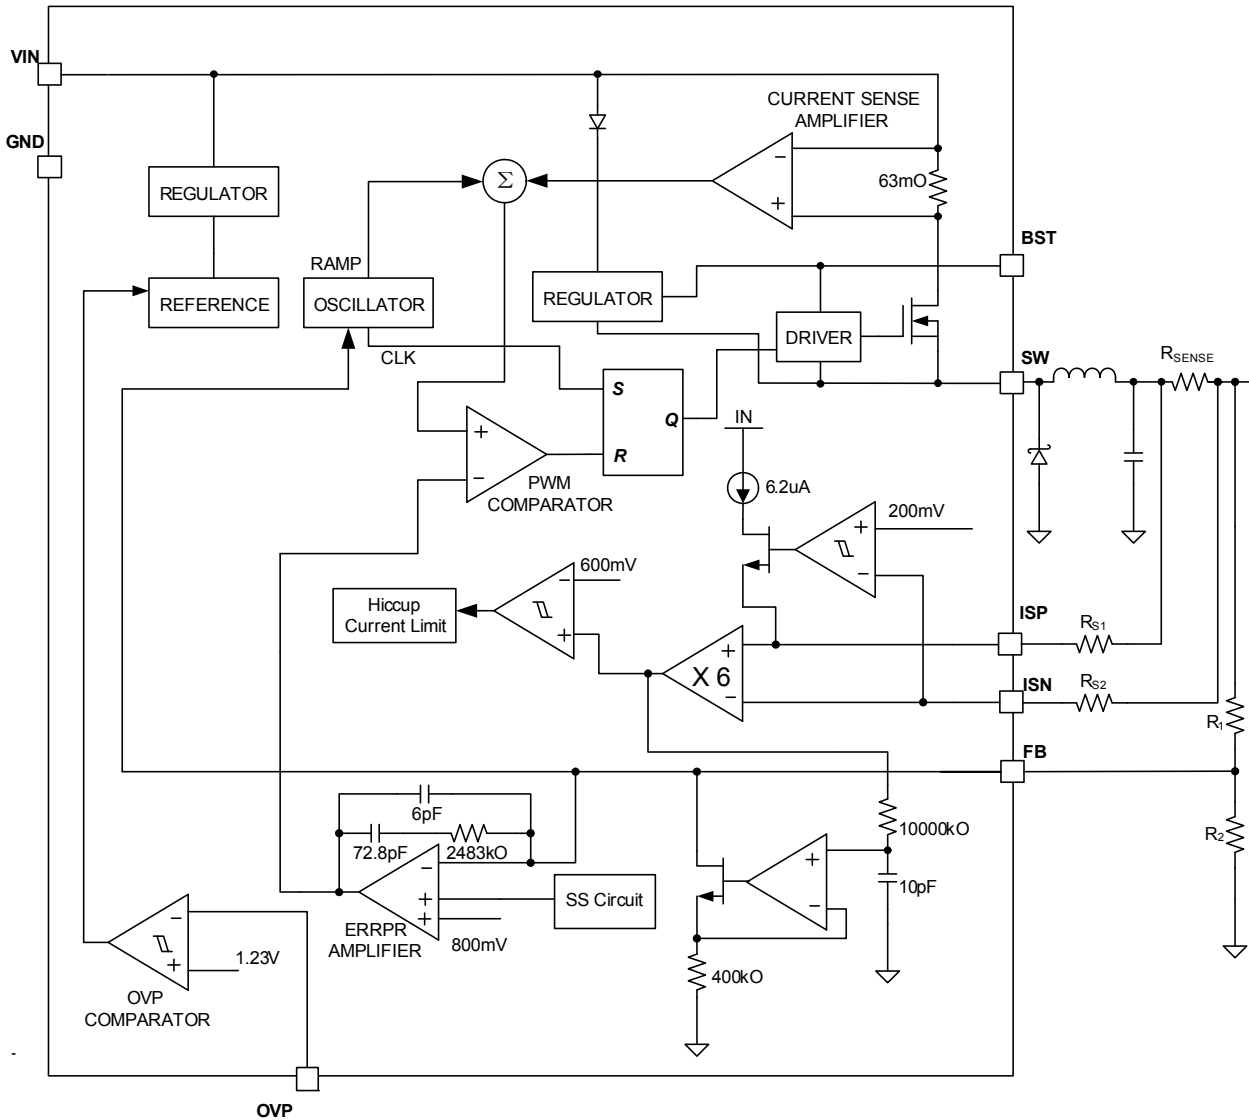 VIN
GND
CURRENT SENSE
AMPLIFIER
Σ
-
+
63mO
REGULATOR
BST
RAMP
REFERENCE
OSCILLATOR
REGULATOR
DRIVER
CLK
SW
RSENSE
S
Q
R
IN
+
-
PWM
COMPARATOR
6.2uA
200mV
+
-
600mV
-
+
Hiccup
Current Limit
ISP
RS1
+
X 6
-
ISN
RS2
R1
FB
6pF
72.8pF
2483kO
10000kO
R2
-
+
+
SS Circuit
+
-
10pF
ERRPR
AMPLIFIER
800mV
-
+
1.23V
400kO
OVP
COMPARATOR
-
OVP